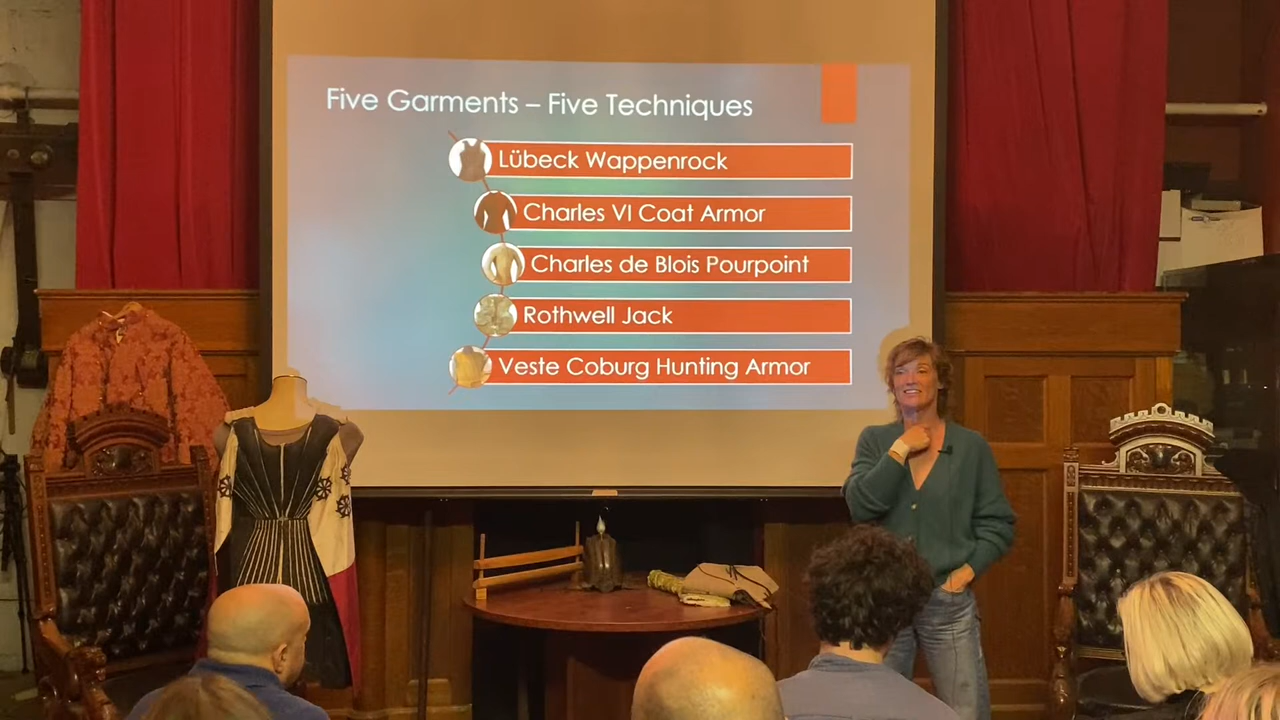 Five Garments – Five Techniques
Lübeck Wappenrock
Charles VI Coat Armor
Charles de Blois Pourpoint
Rothwell Jack
Veste Coburg Hunting Armor